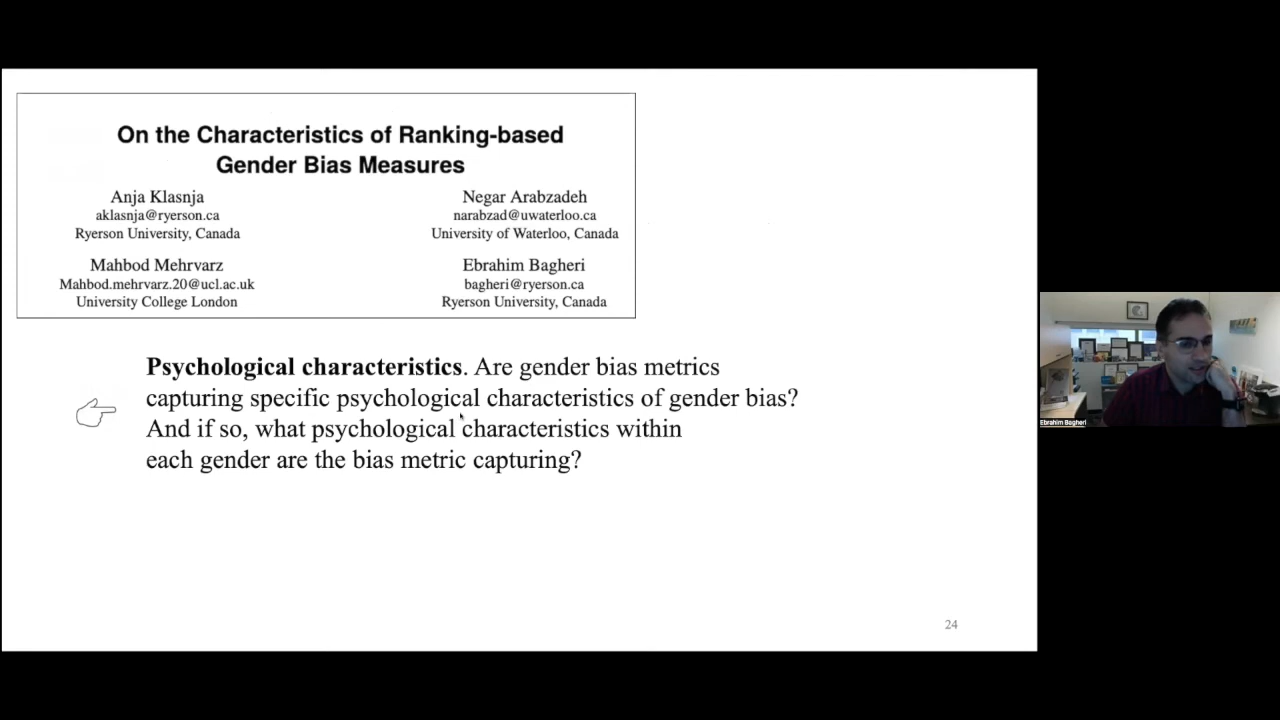 On the Characteristics of Ranking-based
Gender Bias Measures
Anja Klasnja
aklasnja@ryerson.ca
Ryerson University, Canada
Negar Arabzadeh
narabzad@uwaterloo.ca
University of Waterloo, Canada
Mahbod Mehrvarz
Mahbod.mehrvarz.20@ucl.ac.uk
University College London
Ebrahim Bagheri
bagheri@ryerson.ca
Ryerson University, Canada
Psychological characteristics. Are gender bias metrics
capturing specific psychological characteristics of gender bias?
And if so, what psychological characteristics within
each gender are the bias metric capturing?
24
Ebrahim Bagheri